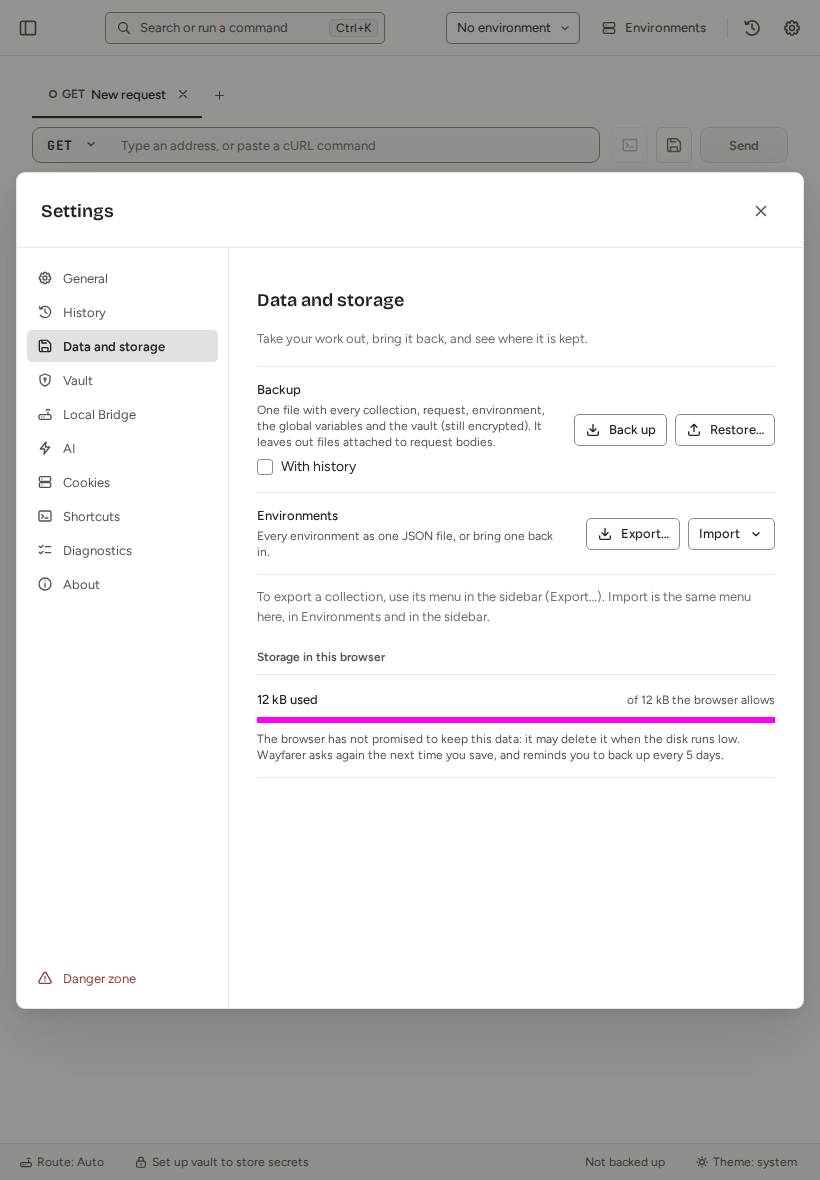 Search or run a command
Ctrl+K
No environment
Environments
GET New request
GET
Type an address, or paste a cURL command
Send
Settings
General
History
Data and storage
Vault
Local Bridge
AI
Cookies
Shortcuts
Diagnostics
About
Danger zone
Data and storage
Take your work out, bring it back, and see where it is kept.
Backup
One file with every collection, request, environment,
the global variables and the vault (still encrypted). It
leaves out files attached to request bodies.
With history
Back up
Restore...
Environments
Every environment as one JSON file, or bring one back
in.
Export...
Import
To export a collection, use its menu in the sidebar (Export...). Import is the same menu
here, in Environments and in the sidebar.
Storage in this browser
12 kB used
of 12 kB the browser allows
The browser has not promised to keep this data: it may delete it when the disk runs low.
Wayfarer asks again the next time you save, and reminds you to back up every 5 days.
Route: Auto
Set up vault to store secrets
Not backed up
Theme: system